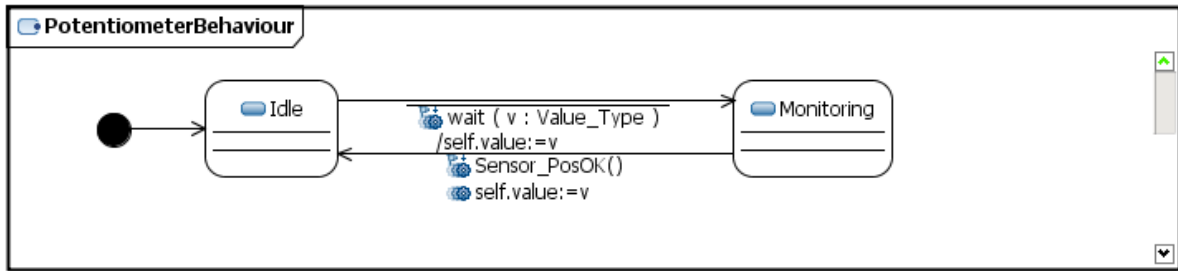 PotentiometerBehaviour
Idle
Monitoring
wait ( v : Value_Type )
/self.value:=v
Sensor_PosOK()
self.value:=v